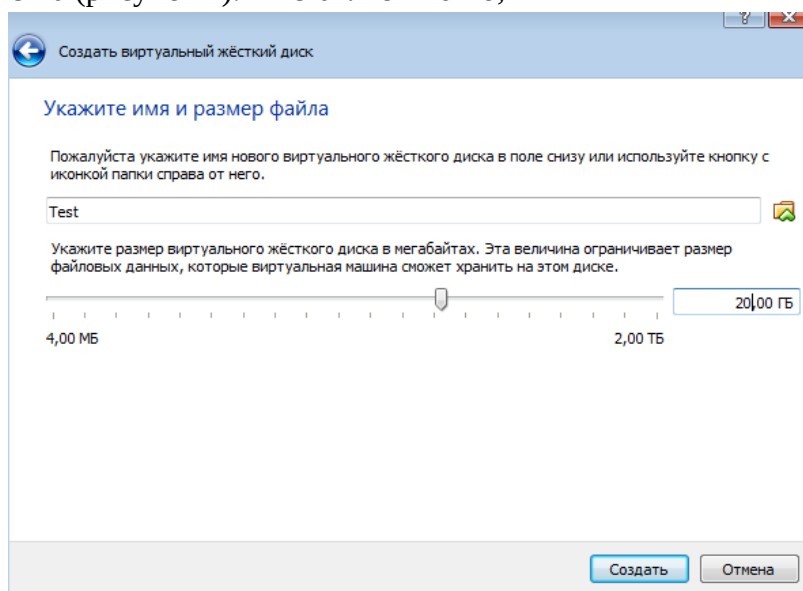 Создать виртуальный жёсткий диск
Укажите имя и размер файла
Пожалуйста укажите имя нового виртуального жёсткого диска в поле снизу или используйте кнопку с
иконкой папки справа от него.
Test
Укажите размер виртуального жёсткого диска в мегабайтах. Эта величина ограничивает размер
файловых данных, которые виртуальная машина сможет хранить на этом диске.
20,00 ГБ
4,00 МБ 2,00 ТБ
Создать Отмена